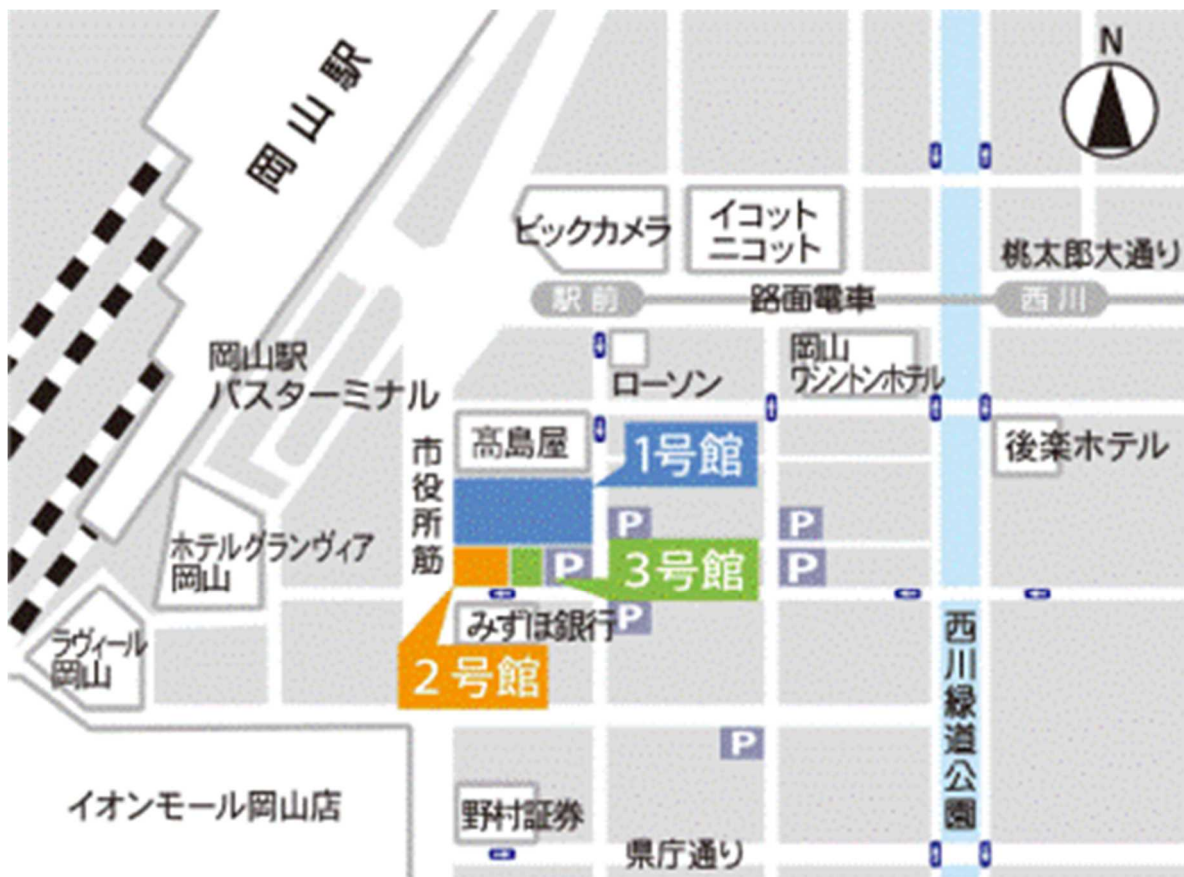 N
岡山駅
ビックカメラ
イコット
ニコット
桃太郎大通り
駅前
路面電車
西川
岡山駅
バスターミナル
ローソン
岡山
ワシントンホテル
市役所筋
髙島屋
1号館
後楽ホテル
P
P
ホテルグランヴィア
岡山
P
3号館
P
みずほ銀行
P
ラヴィール
岡山
2号館
西川緑道公園
P
イオンモール岡山店
野村証券
県庁通り